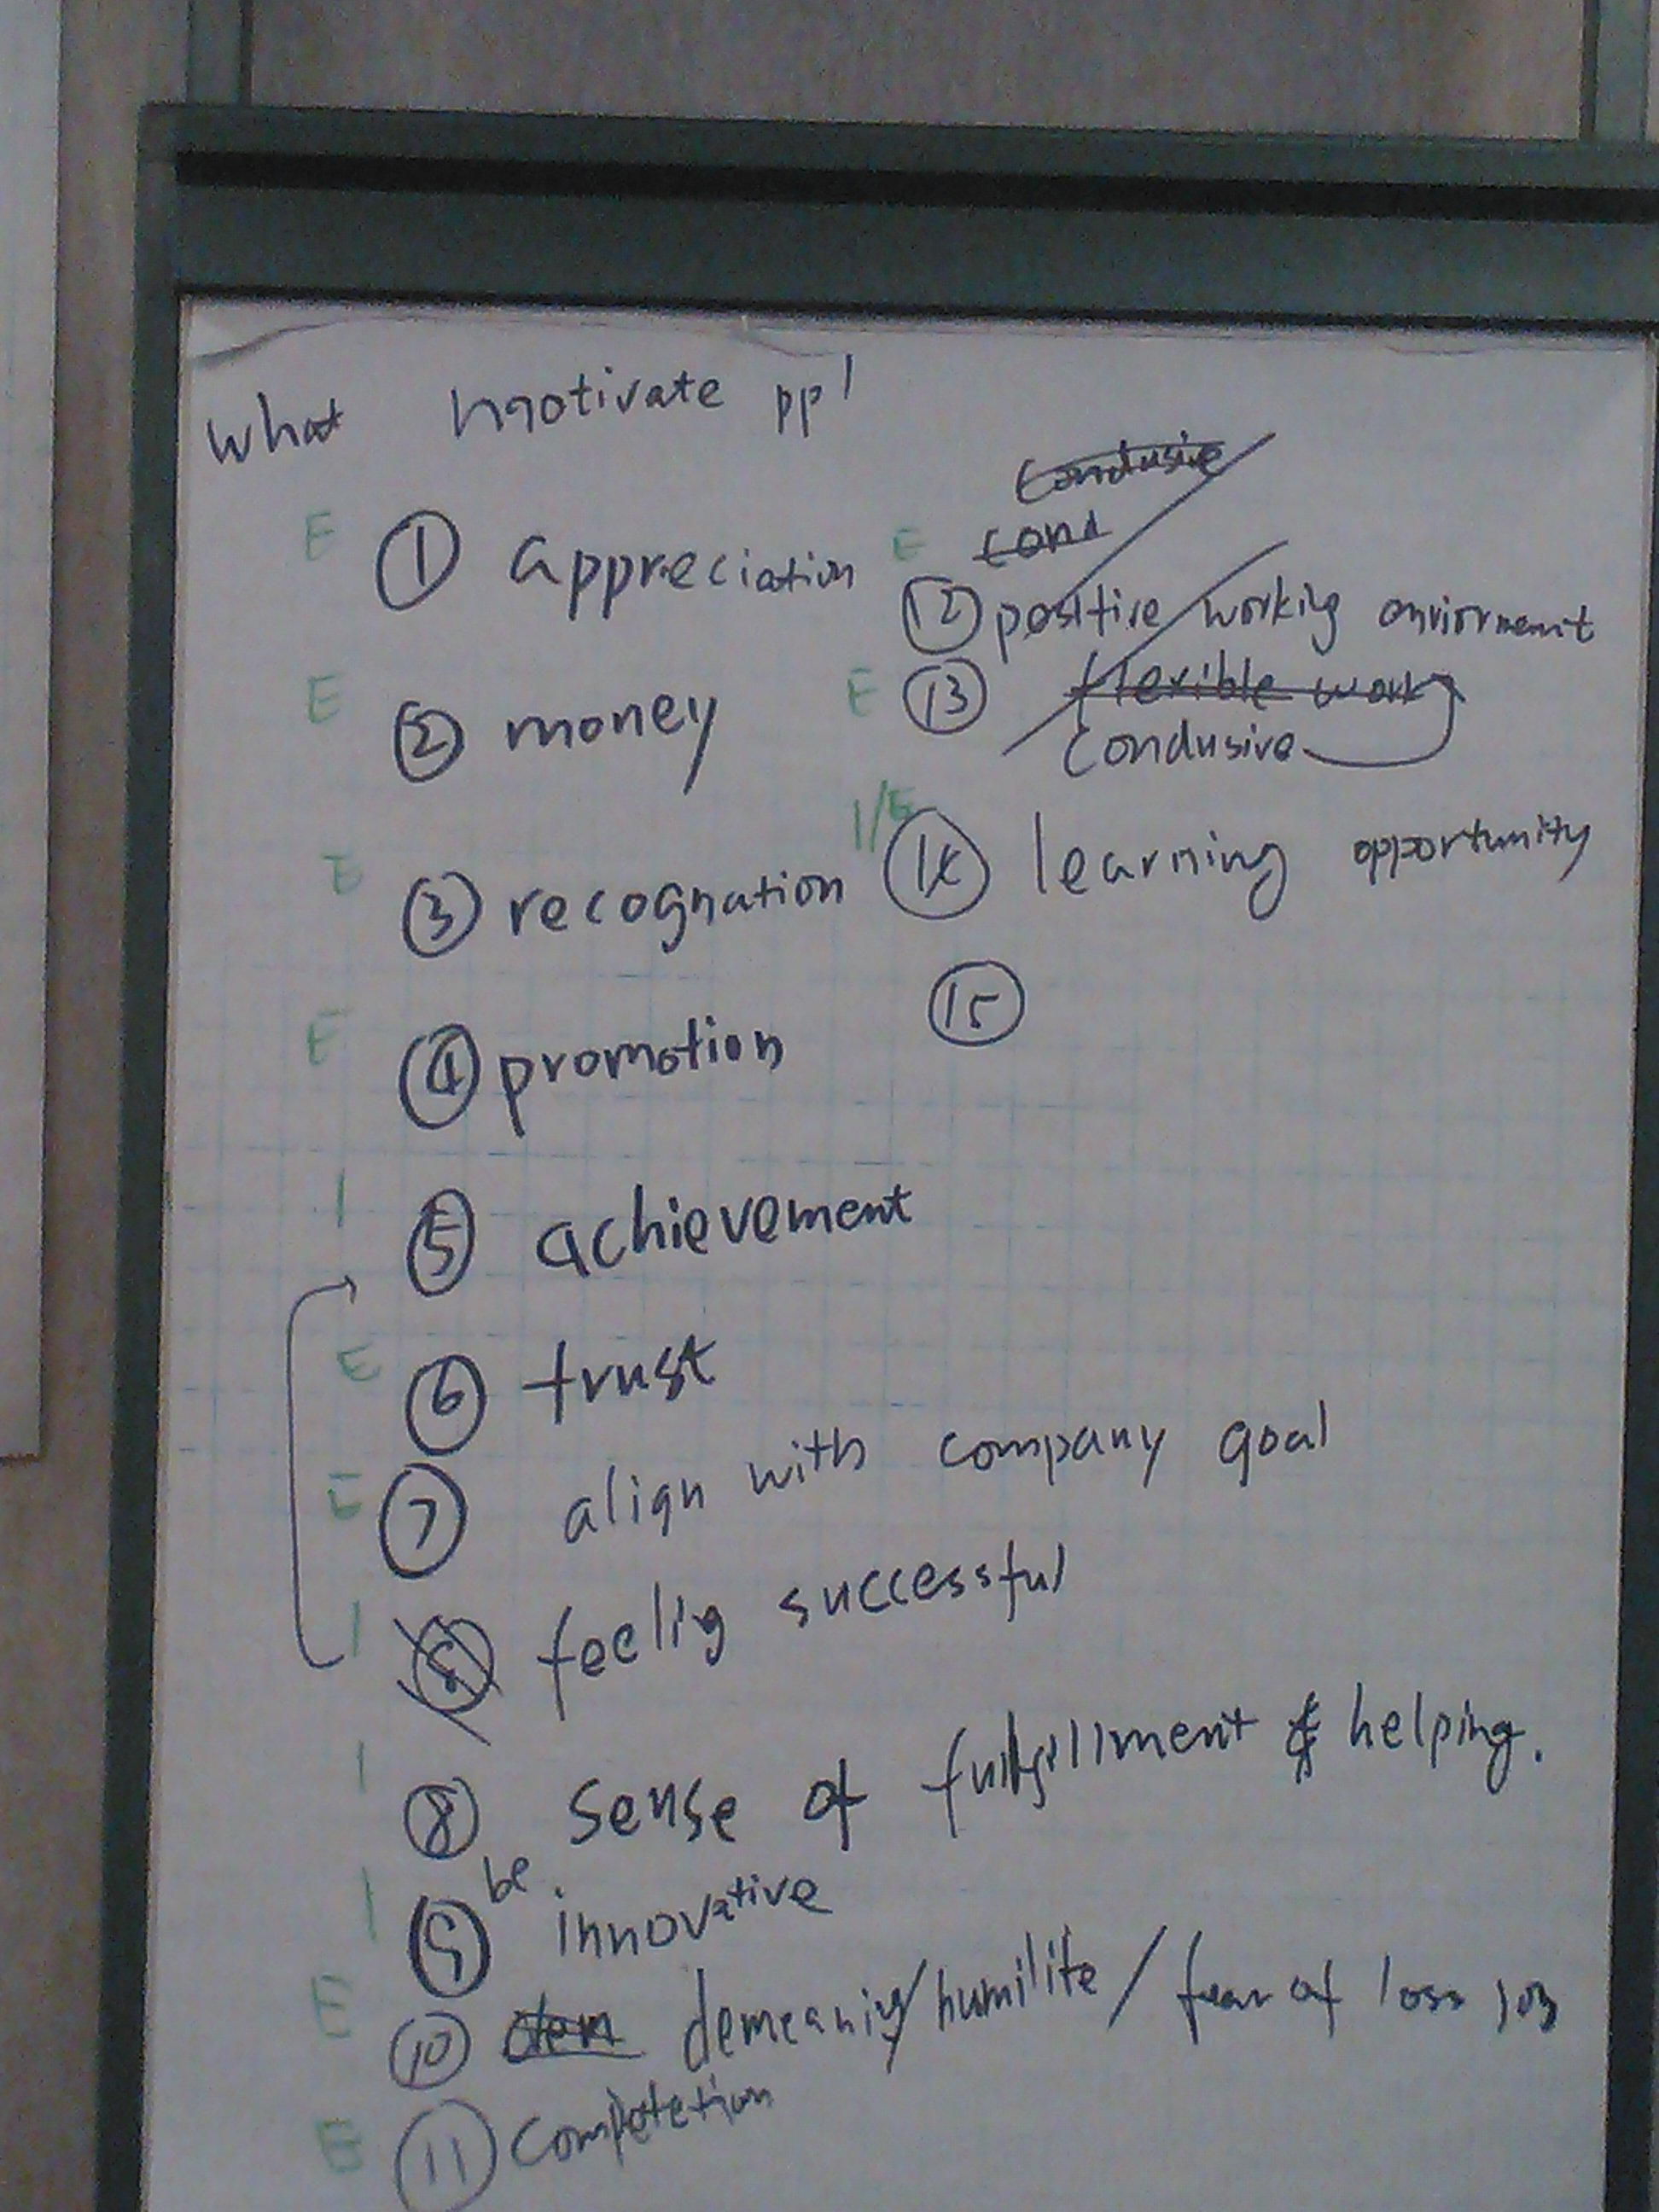 what motivate ppl
E ① appreciation
E ② money
E ③ recognation
E ④ promotion
I ⑤ achievement
E ⑥ trust
E ⑦ align with company goal
I feelig successful
I ⑧ sense of fulfillment & helping.
I ⑨ be innovative
E ⑩ dem demeaning/humilite/fear of loss job
E ⑪ Competetion
Condusive
E cond
⑫ positive working enviorment
E ⑬ flexible work
Condusive
I/E ⑭ learning opportunity
⑮